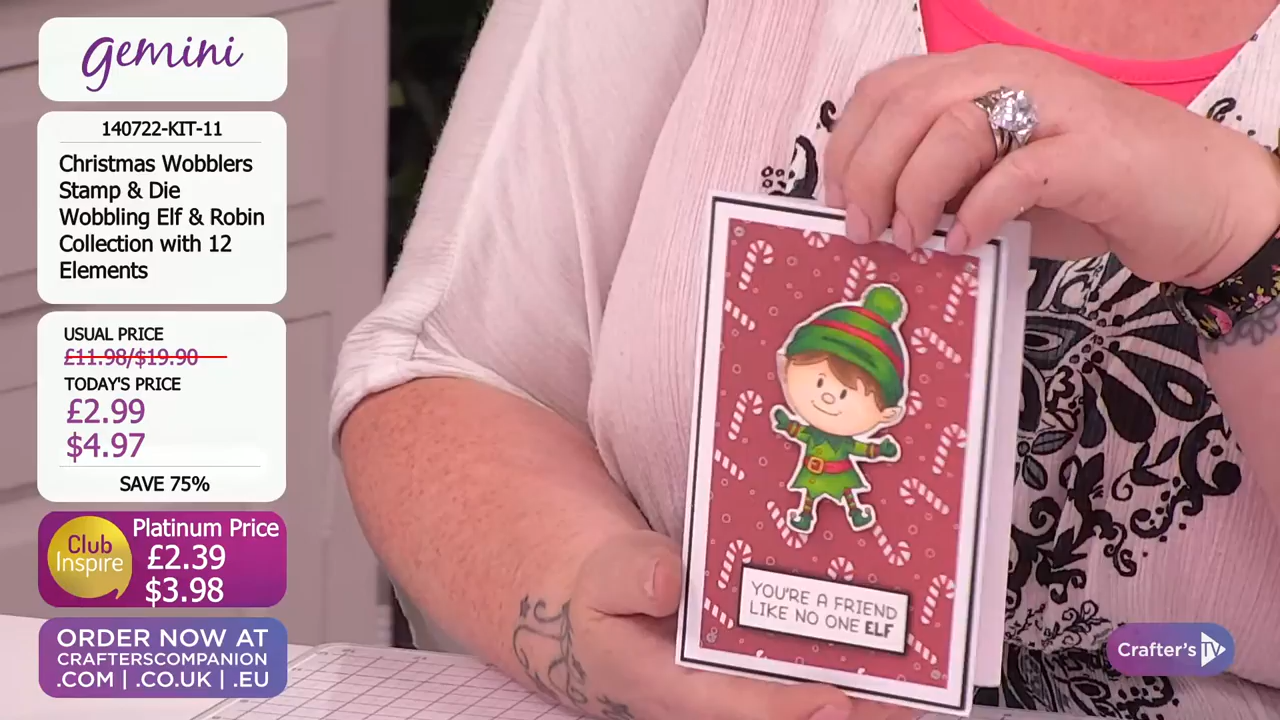 gemini
140722-KIT-11
Christmas Wobblers
Stamp & Die
Wobbling Elf & Robin
Collection with 12
Elements
USUAL PRICE
£11.98/$19.90
TODAY'S PRICE
£2.99
$4.97
SAVE 75%
Club
Inspire
Platinum Price
£2.39
$3.98
ORDER NOW AT
CRAFTERSCOMPANION
.COM | .CO.UK | .EU
YOU'RE A FRIEND
LIKE NO ONE ELF
Crafter's TV